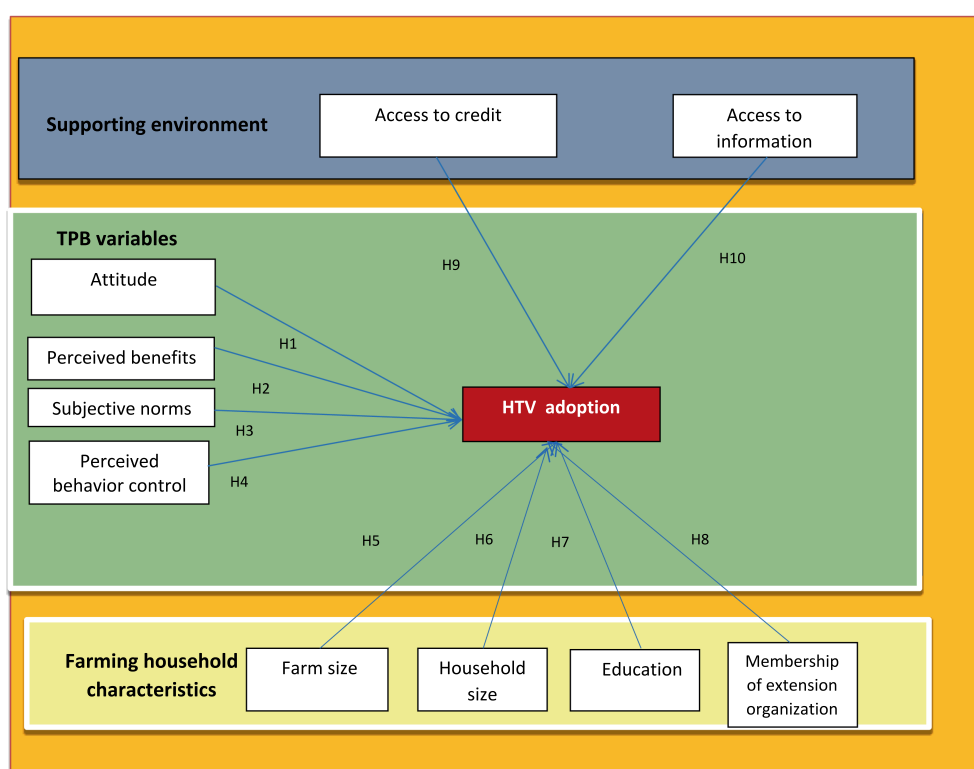 Supporting environment
Access to credit
Access to
information
TPB variables
Attitude
Perceived benefits
Subjective norms
Perceived
behavior control
H1
H2
H3
H4
H9
H10
HTV adoption
H5
H6
H7
H8
Farming household
characteristics
Farm size
Household
size
Education
Membership
of extension
organization